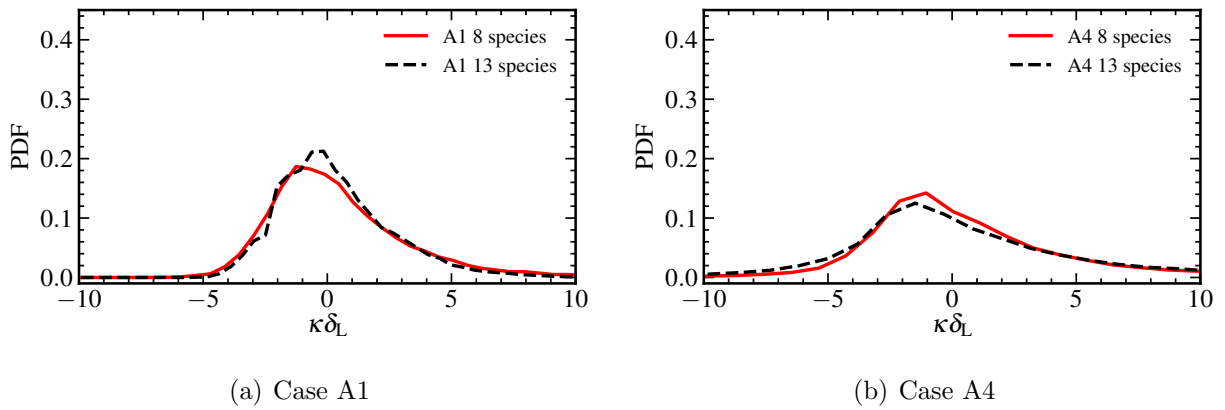 0.4
0.3
0.2
0.1
0.0
PDF
A1 8 species
A1 13 species
−10
−5
0
5
10
κδL
(a) Case A1
0.4
0.3
0.2
0.1
0.0
PDF
A4 8 species
A4 13 species
−10
−5
0
5
10
κδL
(b) Case A4